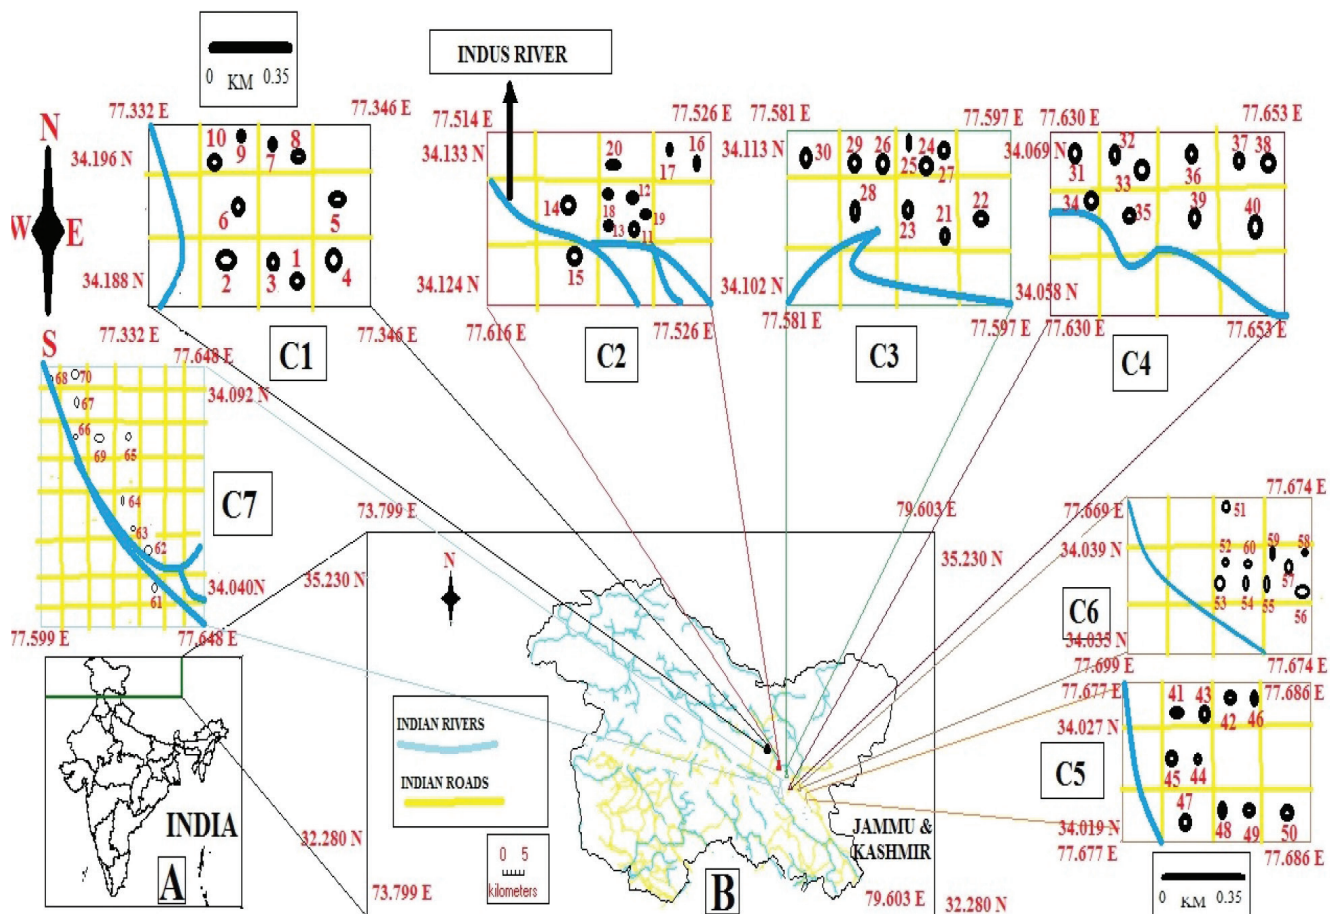 0 KM 0.35
INDUS RIVER
N
W E
S
77.332 E 77.346 E
34.196 N
10 9 7 8
6 5
2 3 1 4
34.188 N
77.332 E 77.346 E
C1
77.514 E 77.526 E
34.133 N
20 17 16
14 12
18 19
13 11
15
34.124 N
77.616 E 77.526 E
C2
77.581 E 77.597 E
34.113 N
30 29 26 25 24 27
28 23 21 22
34.102 N
77.581 E 77.597 E
C3
77.630 E 77.653 E
34.069 N
31 32 33 36 37 38
34 35 39 40
34.058 N
77.630 E 77.653 E
C4
77.648 E
34.092 N
68 70
67
66 69 65
64
63
62
61
34.040N
77.599 E 77.648 E
C7
73.799 E 79.603 E
35.230 N 35.230 N
N
INDIAN RIVERS
INDIAN ROADS
0 5
kilometers
JAMMU &
KASHMIR
B
32.280 N
73.799 E 79.603 E 32.280 N
INDIA
A
77.674 E
77.669 E
34.039 N
51
52 60 59 58
57
53 54 55 56
34.035 N
77.699 E 77.674 E
C6
77.677 E 77.686 E
34.027 N
41 43 42 46
45 44
47 48 49 50
34.019 N
77.677 E 77.686 E
C5
0 KM 0.35